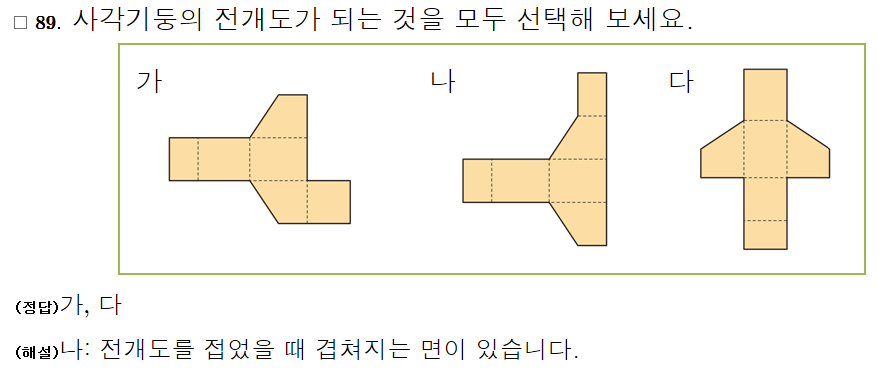 □ 89. 사각기둥의 전개도가 되는 것을 모두 선택해 보세요.
가 나 다
(정답)가, 다
(해설)나: 전개도를 접었을 때 겹쳐지는 면이 있습니다.